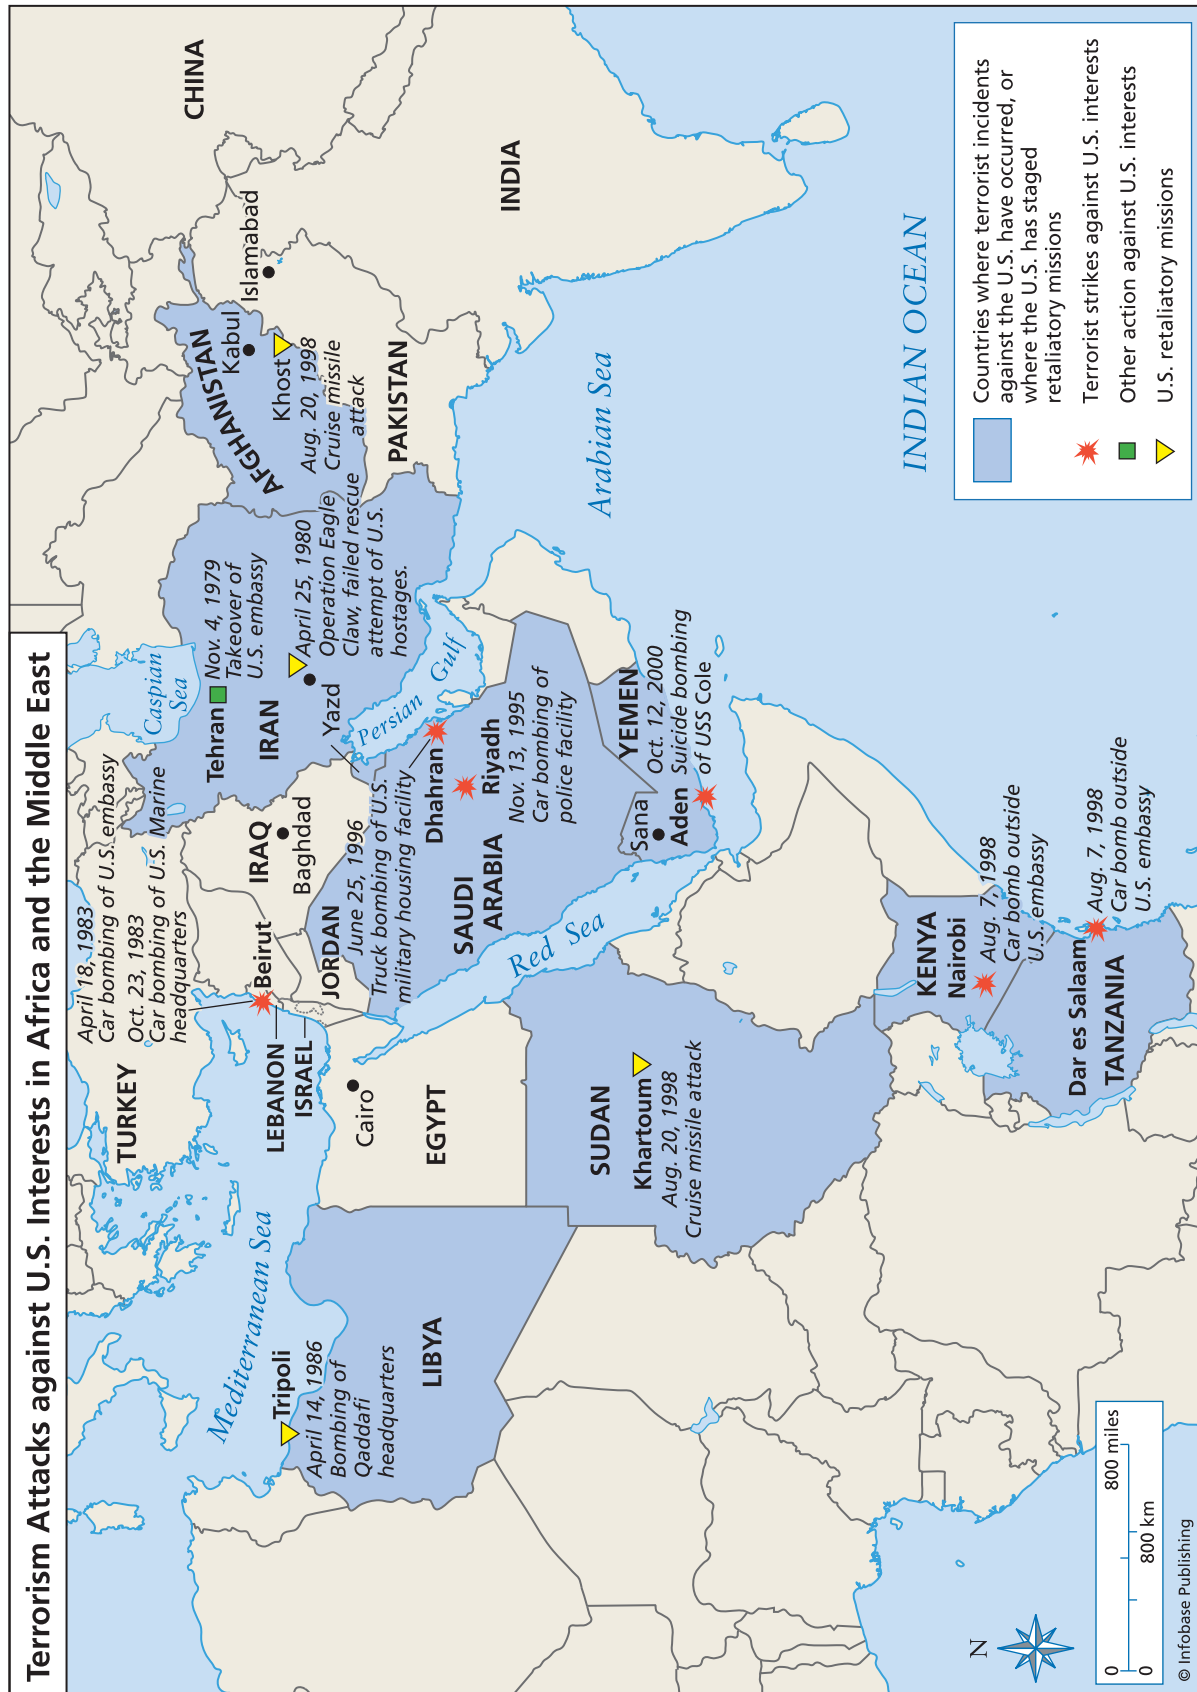 Terrorism Attacks against U.S. Interests in Africa and the Middle East
CHINA
INDIA
Islamabad
AFGHANISTAN
Kabul
Khost
Aug. 20, 1998
Cruise missile
attack
PAKISTAN
Caspian
Sea
Tehran
Nov. 4, 1979
Takeover of
U.S. embassy
IRAN
April 25, 1980
Operation Eagle
Claw, failed rescue
attempt of U.S.
hostages.
Yazd
Persian Gulf
April 18, 1983
Car bombing of U.S. embassy
Oct. 23, 1983
Car bombing of U.S. Marine
headquarters
TURKEY
IRAQ
Baghdad
Beirut
LEBANON
ISRAEL
JORDAN
June 25, 1996
Truck bombing of U.S.
military housing facility
Dhahran
Riyadh
Nov. 13, 1995
Car bombing of
police facility
SAUDI
ARABIA
YEMEN
Oct. 12, 2000
Suicide bombing
of USS Cole
Sana
Aden
Red Sea
Arabian Sea
INDIAN OCEAN
Mediterranean Sea
Cairo
EGYPT
Tripoli
April 14, 1986
Bombing of
Qaddafi
headquarters
LIBYA
SUDAN
Khartoum
Aug. 20, 1998
Cruise missile attack
KENYA
Nairobi
Aug. 7, 1998
Car bomb outside
U.S. embassy
Dar es Salaam
TANZANIA
Aug. 7, 1998
Car bomb outside
U.S. embassy
Countries where terrorist incidents
against the U.S. have occurred, or
where the U.S. has staged
retaliatory missions
Terrorist strikes against U.S. interests
Other action against U.S. interests
U.S. retaliatory missions
N
0 800 miles
0 800 km
© Infobase Publishing